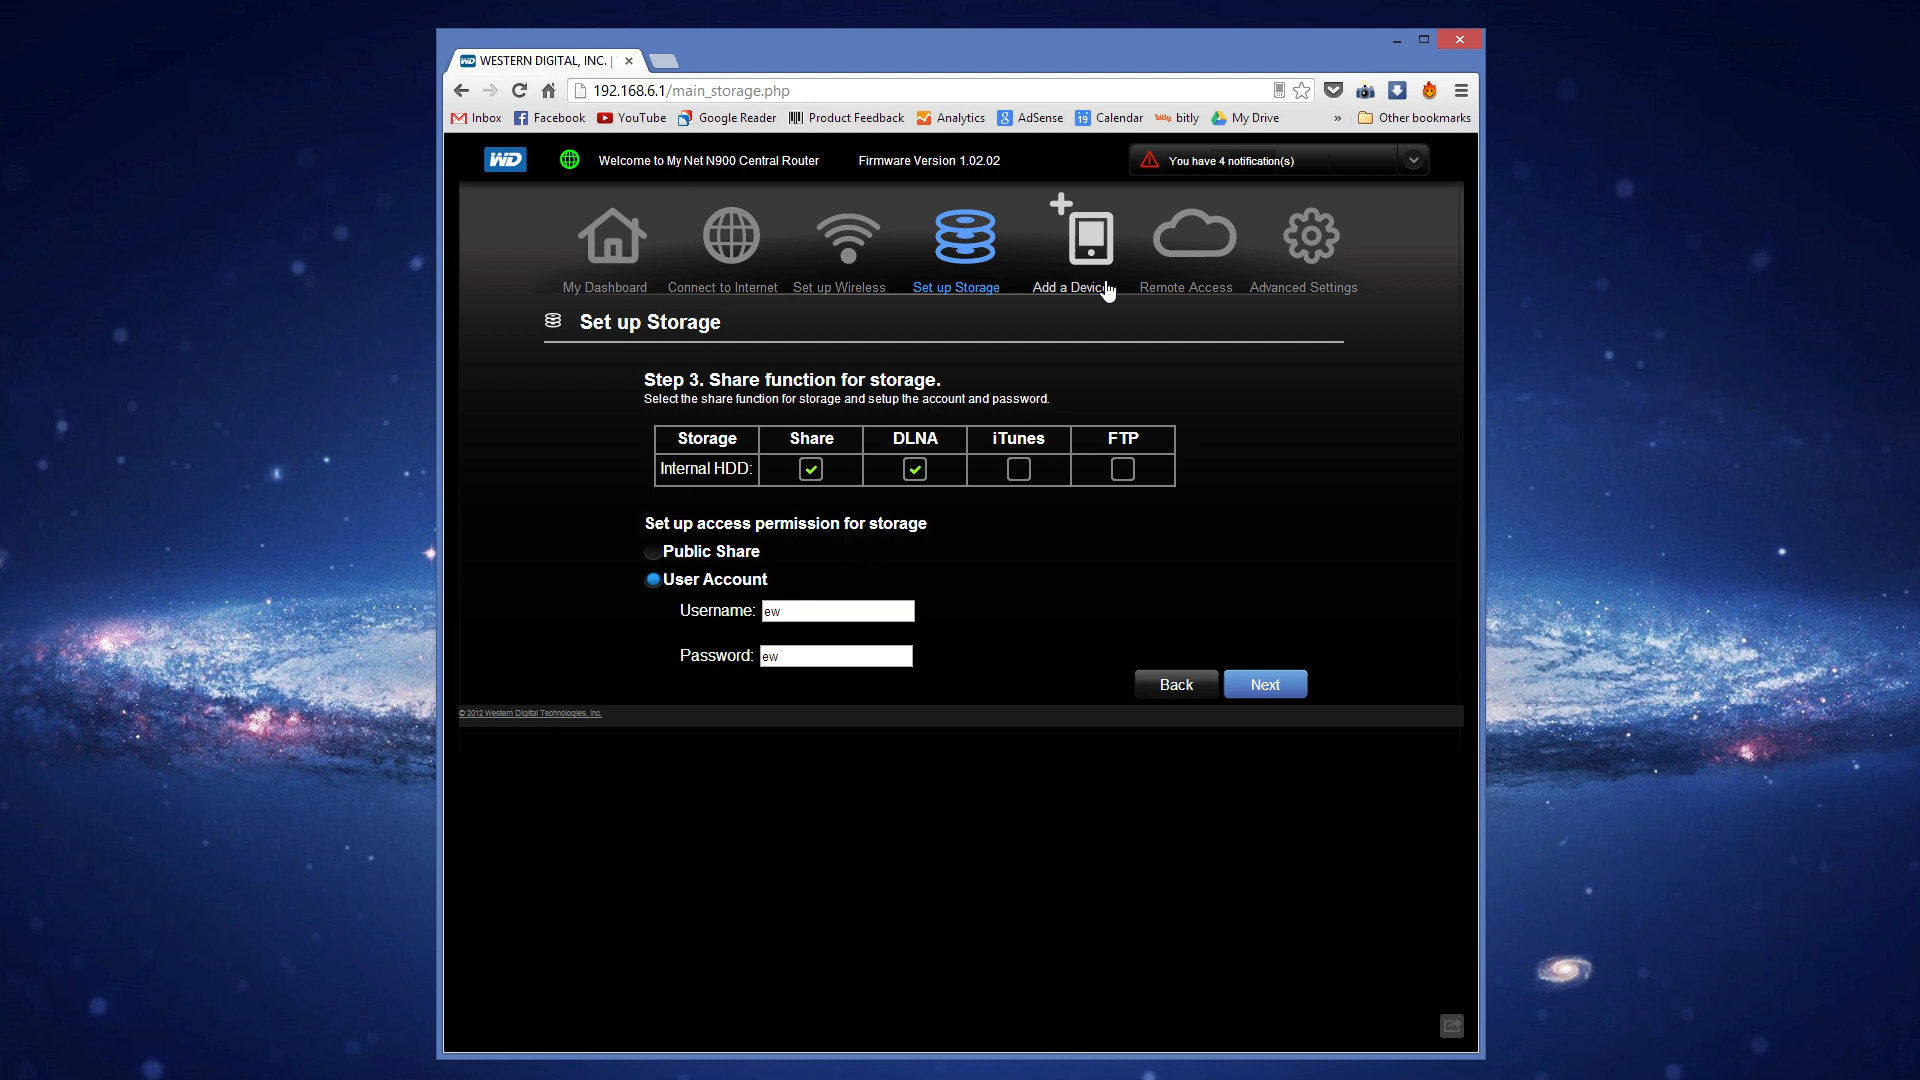 WESTERN DIGITAL, INC. |
192.168.6.1/main_storage.php
Inbox Facebook YouTube Google Reader Product Feedback Analytics AdSense 19 Calendar bitly bitly My Drive » Other bookmarks
WD Welcome to My Net N900 Central Router Firmware Version 1.02.02 You have 4 notification(s)
My Dashboard Connect to Internet Set up Wireless Set up Storage Add a Device Remote Access Advanced Settings
Set up Storage
Step 3. Share function for storage.
Select the share function for storage and setup the account and password.
Storage Share DLNA iTunes FTP
Internal HDD:
Set up access permission for storage
Public Share
User Account
Username: ew
Password: ew
Back Next
© 2012 Western Digital Technologies, Inc.